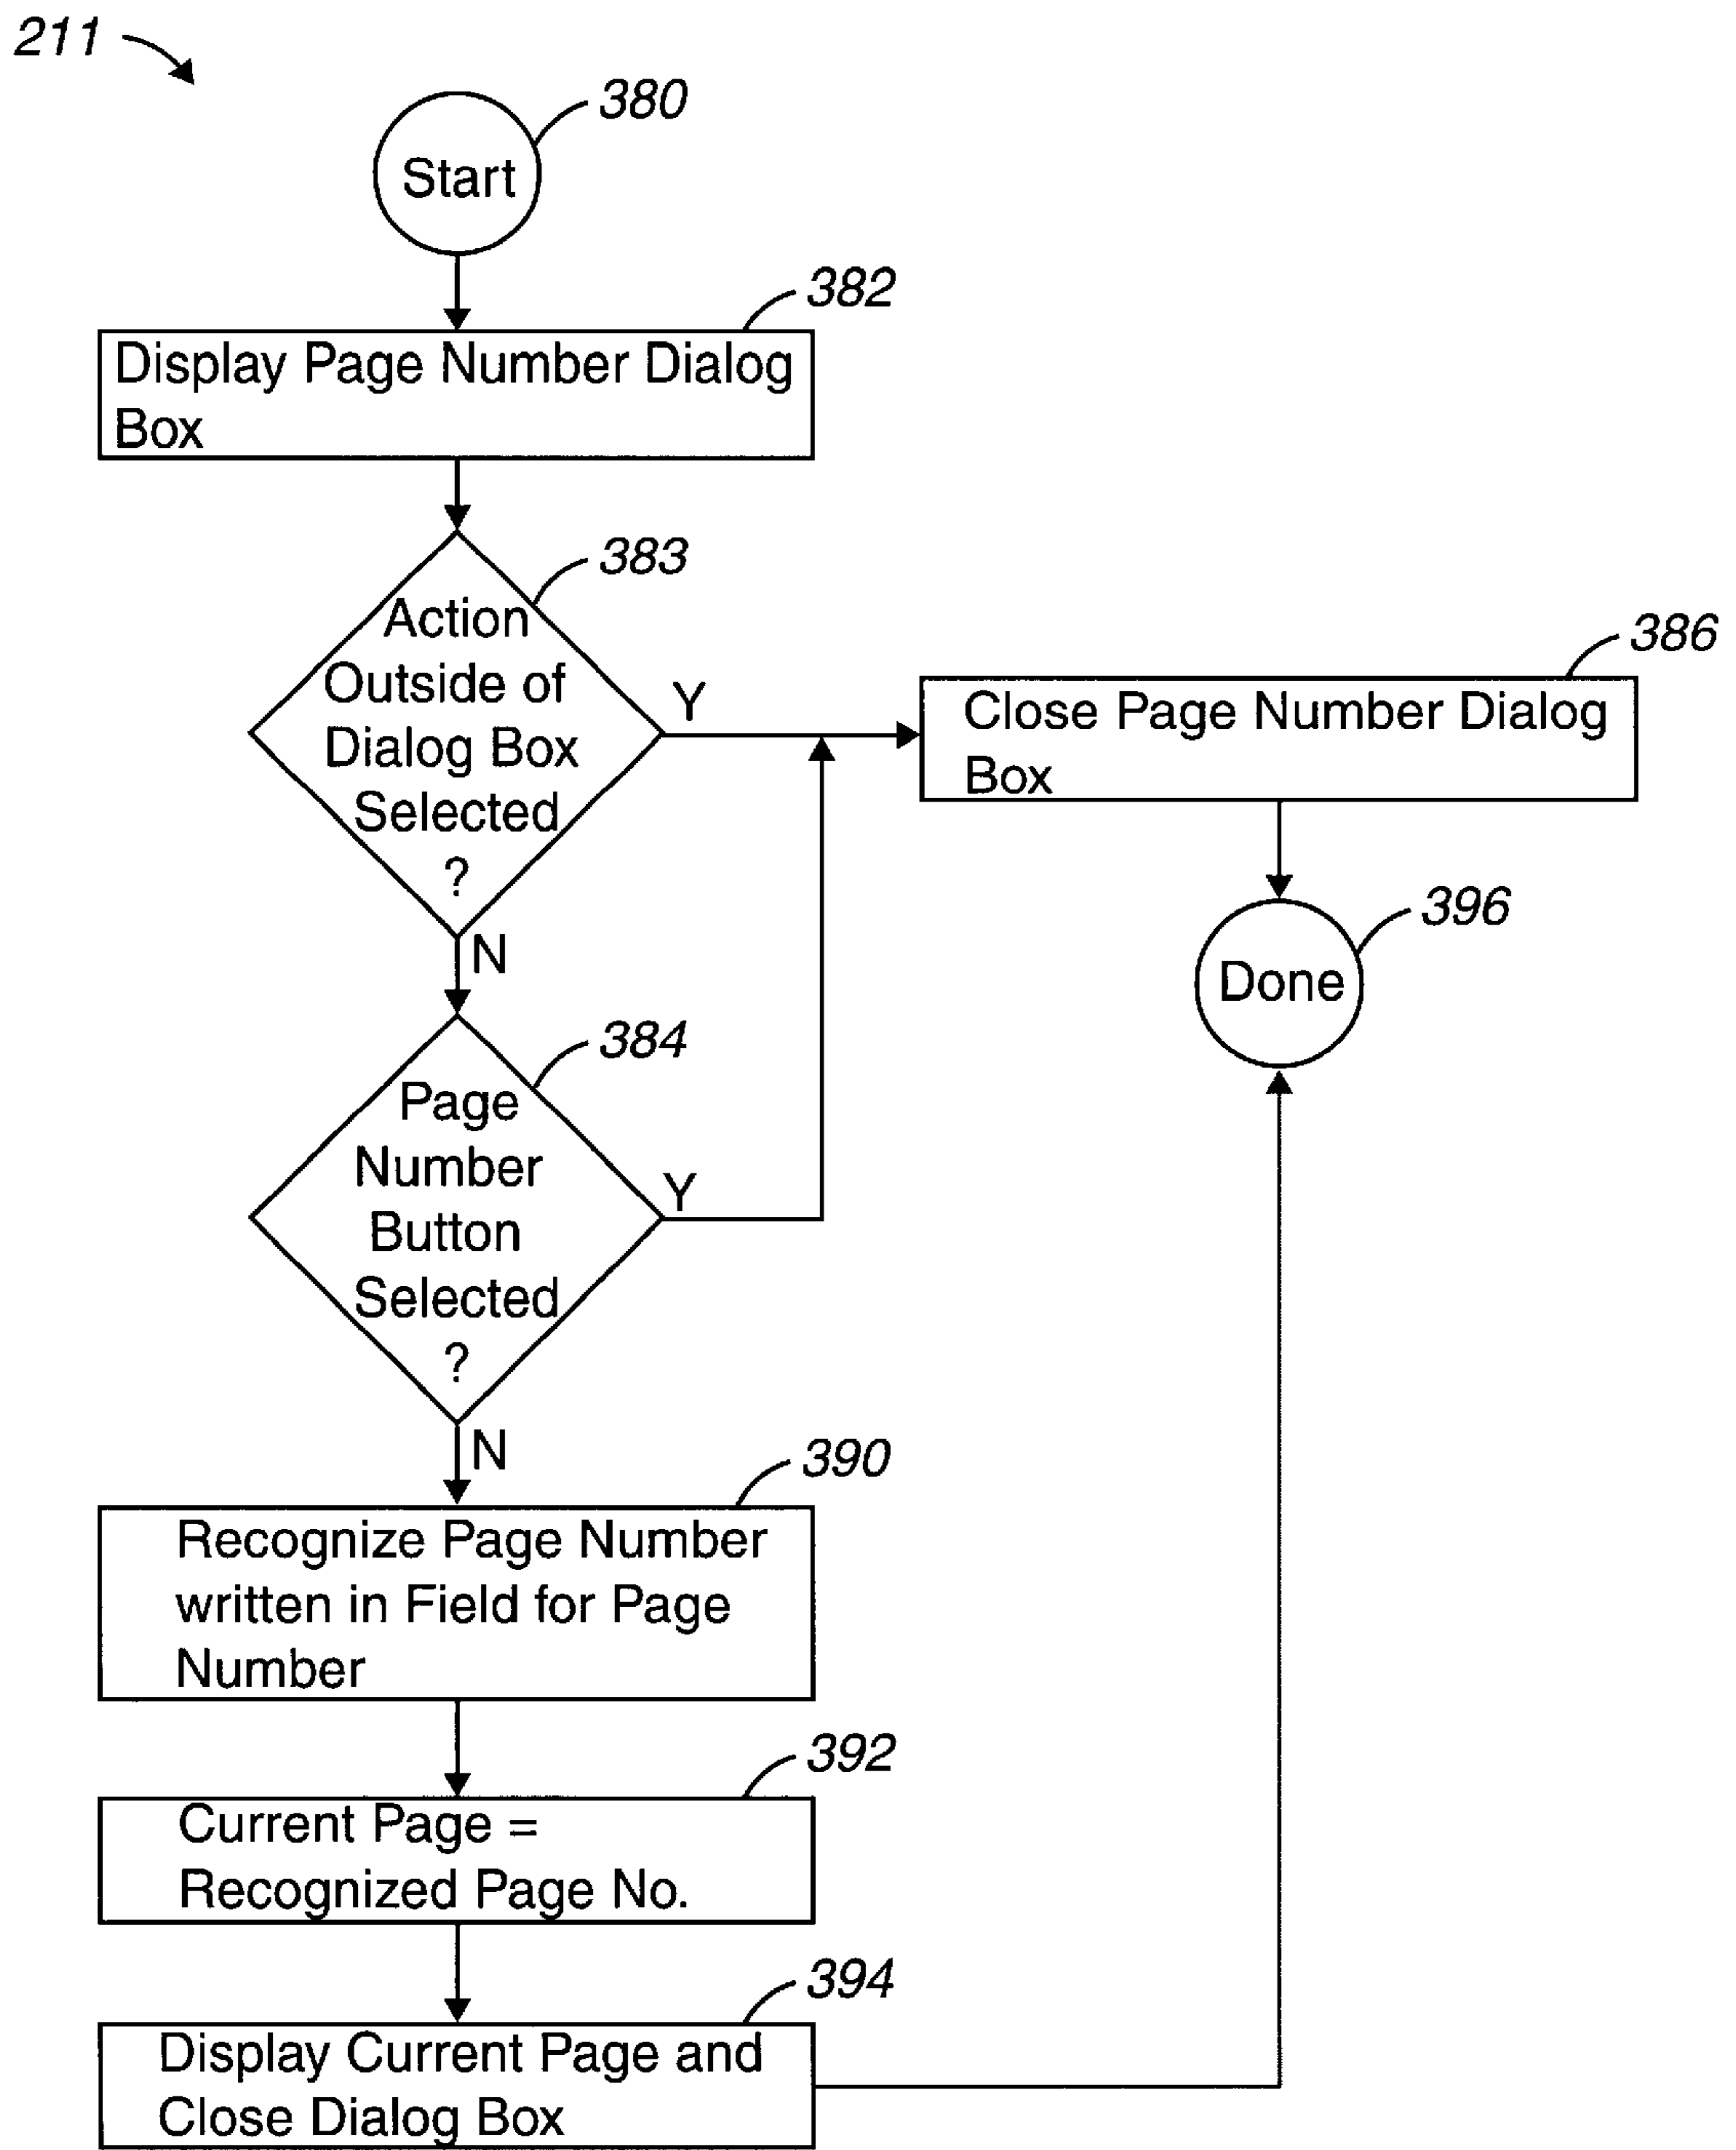 211
380
Start
382
Display Page Number Dialog
Box
383
Action
Outside of
Dialog Box
Selected
?
Y
N
386
Close Page Number Dialog
Box
396
Done
384
Page
Number
Button
Selected
?
Y
N
390
Recognize Page Number
written in Field for Page
Number
392
Current Page =
Recognized Page No.
394
Display Current Page and
Close Dialog Box